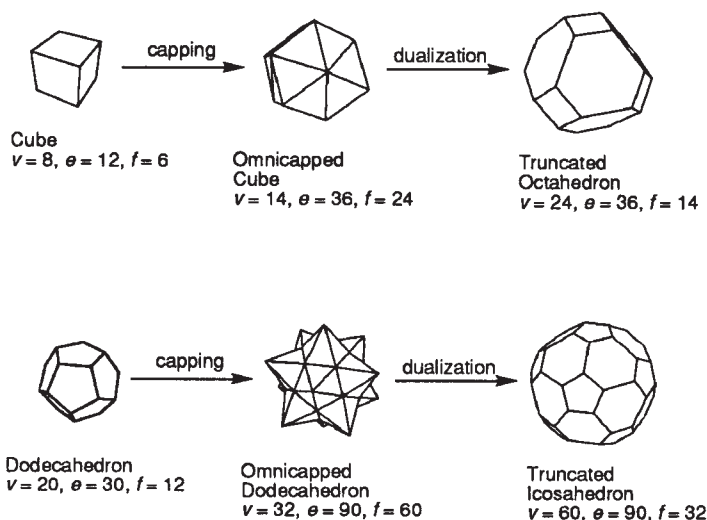 capping
dualization
Cube
v = 8, e = 12, f = 6
Omnicapped
Cube
v = 14, e = 36, f = 24
Truncated
Octahedron
v = 24, e = 36, f = 14
capping
dualization
Dodecahedron
v = 20, e = 30, f = 12
Omnicapped
Dodecahedron
v = 32, e = 90, f = 60
Truncated
Icosahedron
v = 60, e = 90, f = 32